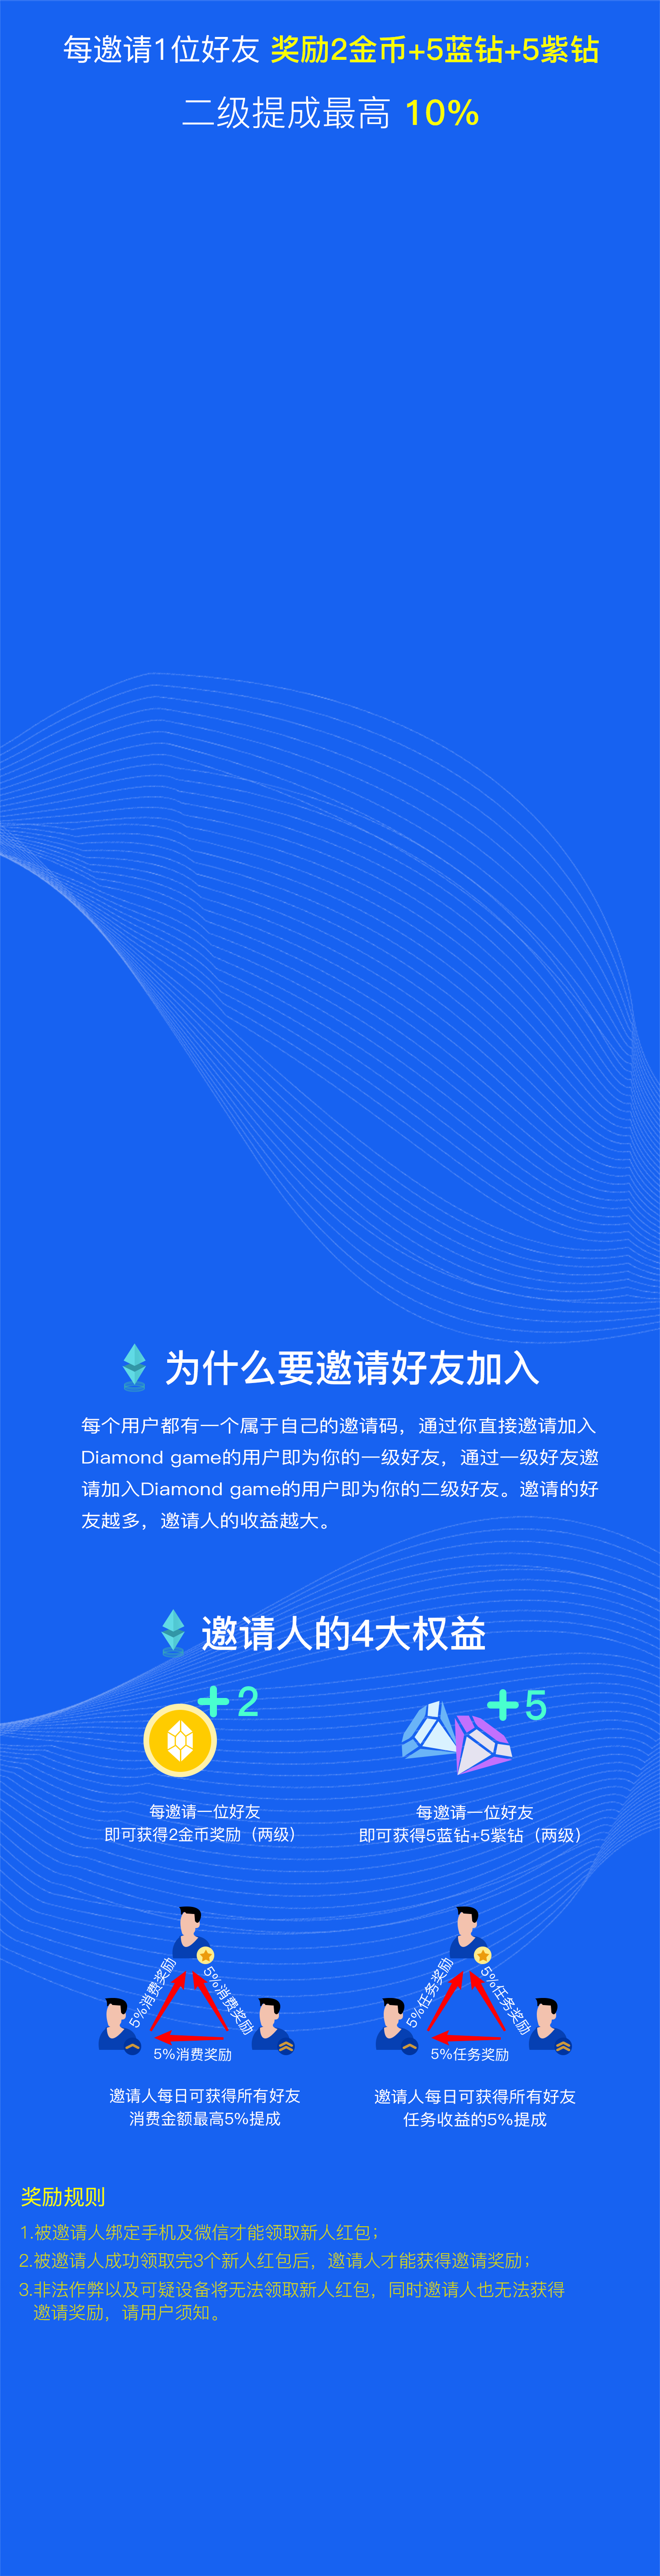 每邀请1位好友 奖励2金币+5蓝钻+5紫钻
二级提成最高 10%
为什么要邀请好友加入
每个用户都有一个属于自己的邀请码，通过你直接邀请加入
Diamond game的用户即为你的一级好友，通过一级好友邀
请加入Diamond game的用户即为你的二级好友。邀请的好
友越多，邀请人的收益越大。
邀请人的4大权益
+2
+5
每邀请一位好友
即可获得2金币奖励（两级）
每邀请一位好友
即可获得5蓝钻+5紫钻（两级）
5%消费奖励
5%消费奖励
5%消费奖励
5%任务奖励
5%任务奖励
5%任务奖励
邀请人每日可获得所有好友
消费金额最高5%提成
邀请人每日可获得所有好友
任务收益的5%提成
奖励规则
1.被邀请人绑定手机及微信才能领取新人红包；
2.被邀请人成功领取完3个新人红包后，邀请人才能获得邀请奖励；
3.非法作弊以及可疑设备将无法领取新人红包，同时邀请人也无法获得
邀请奖励，请用户须知。